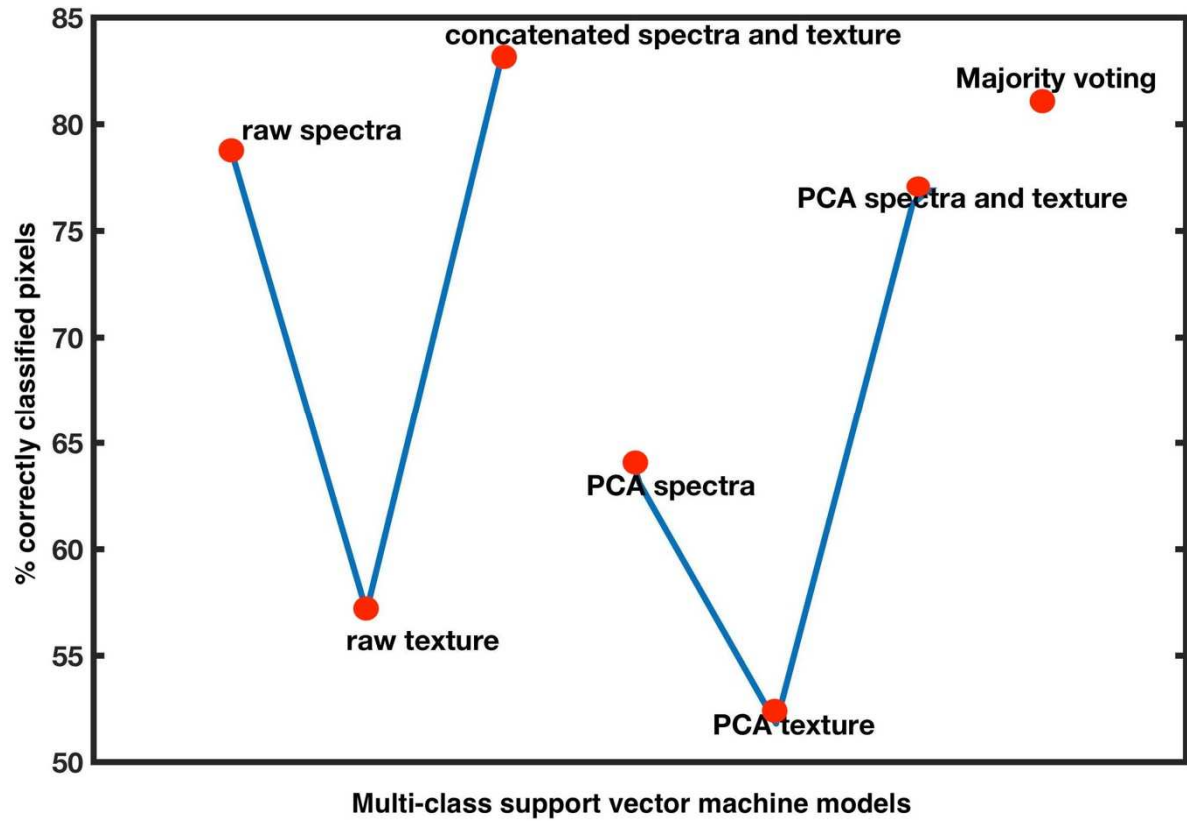 85
concatenated spectra and texture
Majority voting
80
raw spectra
PCA spectra and texture
75
70
65
PCA spectra
60
raw texture
55
PCA texture
50
% correctly classified pixels
Multi-class support vector machine models